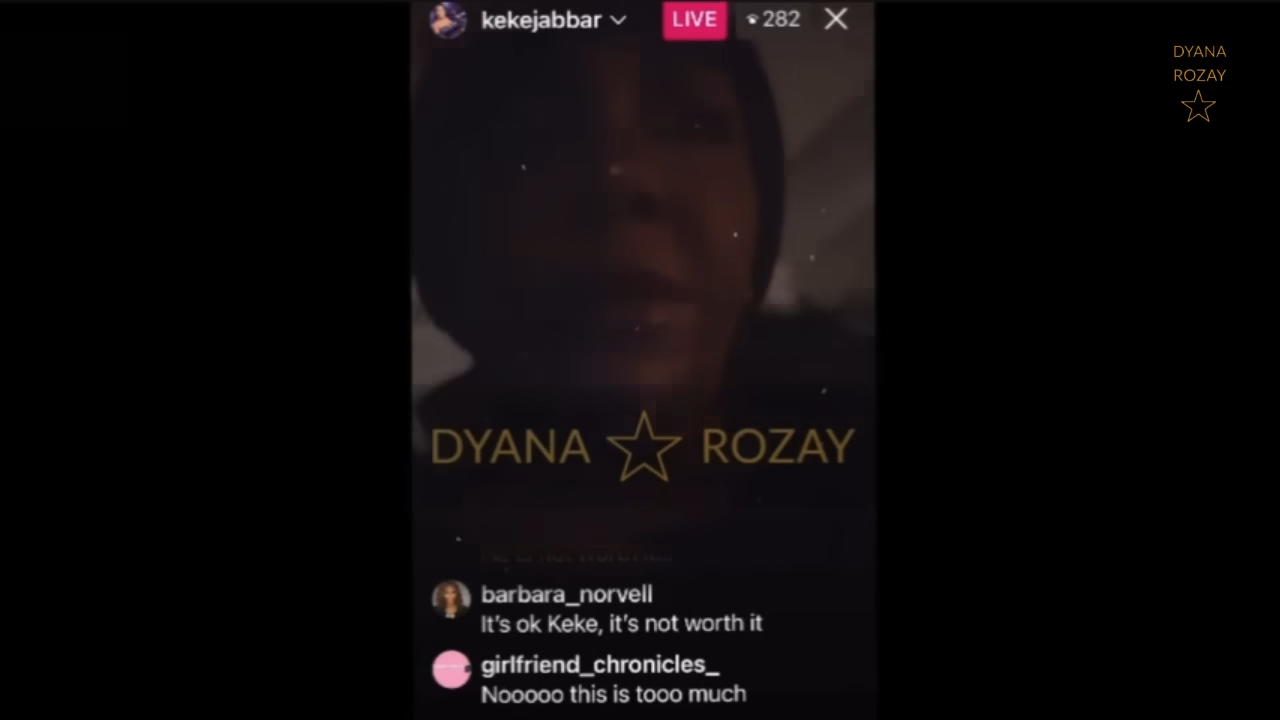 kekejabbar
LIVE
282
DYANA
ROZAY
DYANA ROZAY
barbara_norvell
It's ok Keke, it's not worth it
girlfriend_chronicles_
Nooooo this is tooo much